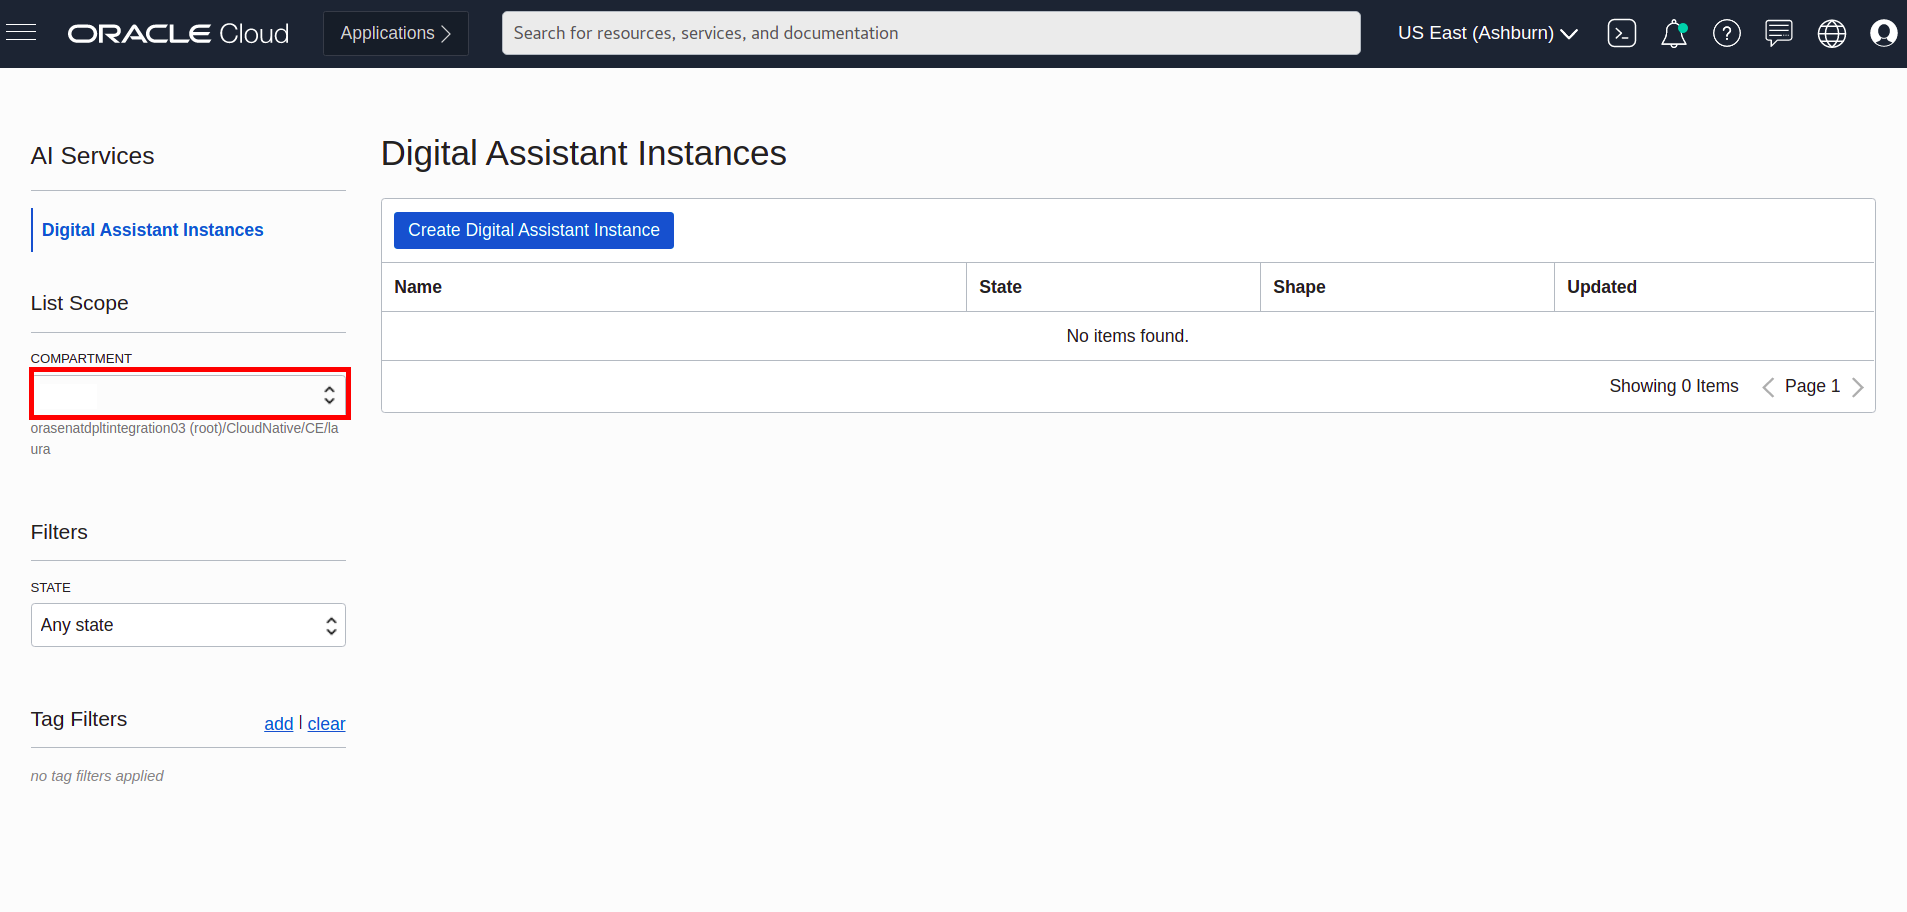 ORACLE Cloud
Applications
Search for resources, services, and documentation
US East (Ashburn)
AI Services
Digital Assistant Instances
List Scope
COMPARTMENT
orasenatdpltintegration03 (root)/CloudNative/CE/la
ura
Filters
STATE
Any state
Tag Filters
add | clear
no tag filters applied
Digital Assistant Instances
Create Digital Assistant Instance
Name State Shape Updated
No items found.
Showing 0 Items Page 1